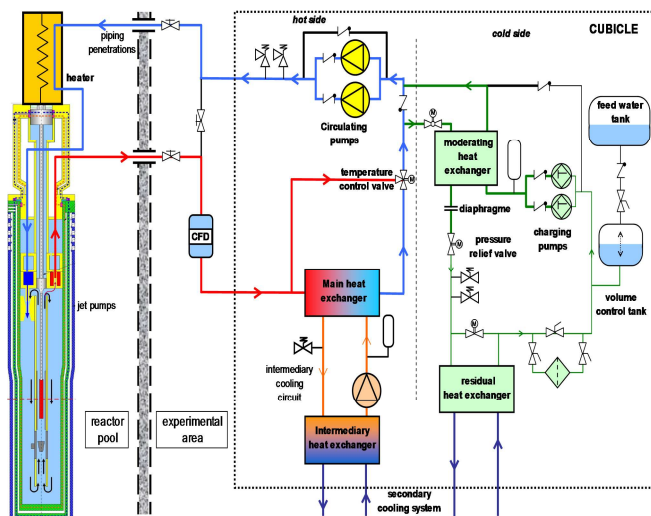 hot side
cold side
CUBICLE
piping
penetrations
heater
feed water
tank
Circulating
pumps
M
moderating
heat
exchanger
temperature
control valve
M
diaphragme
charging
pumps
CFD
M
pressure
relief valve
volume
control tank
Main heat
exchanger
jet pumps
M
intermediary
cooling
circuit
residual
heat exchanger
reactor
pool
experimental
area
Intermediary
heat exchanger
secondary
cooling system